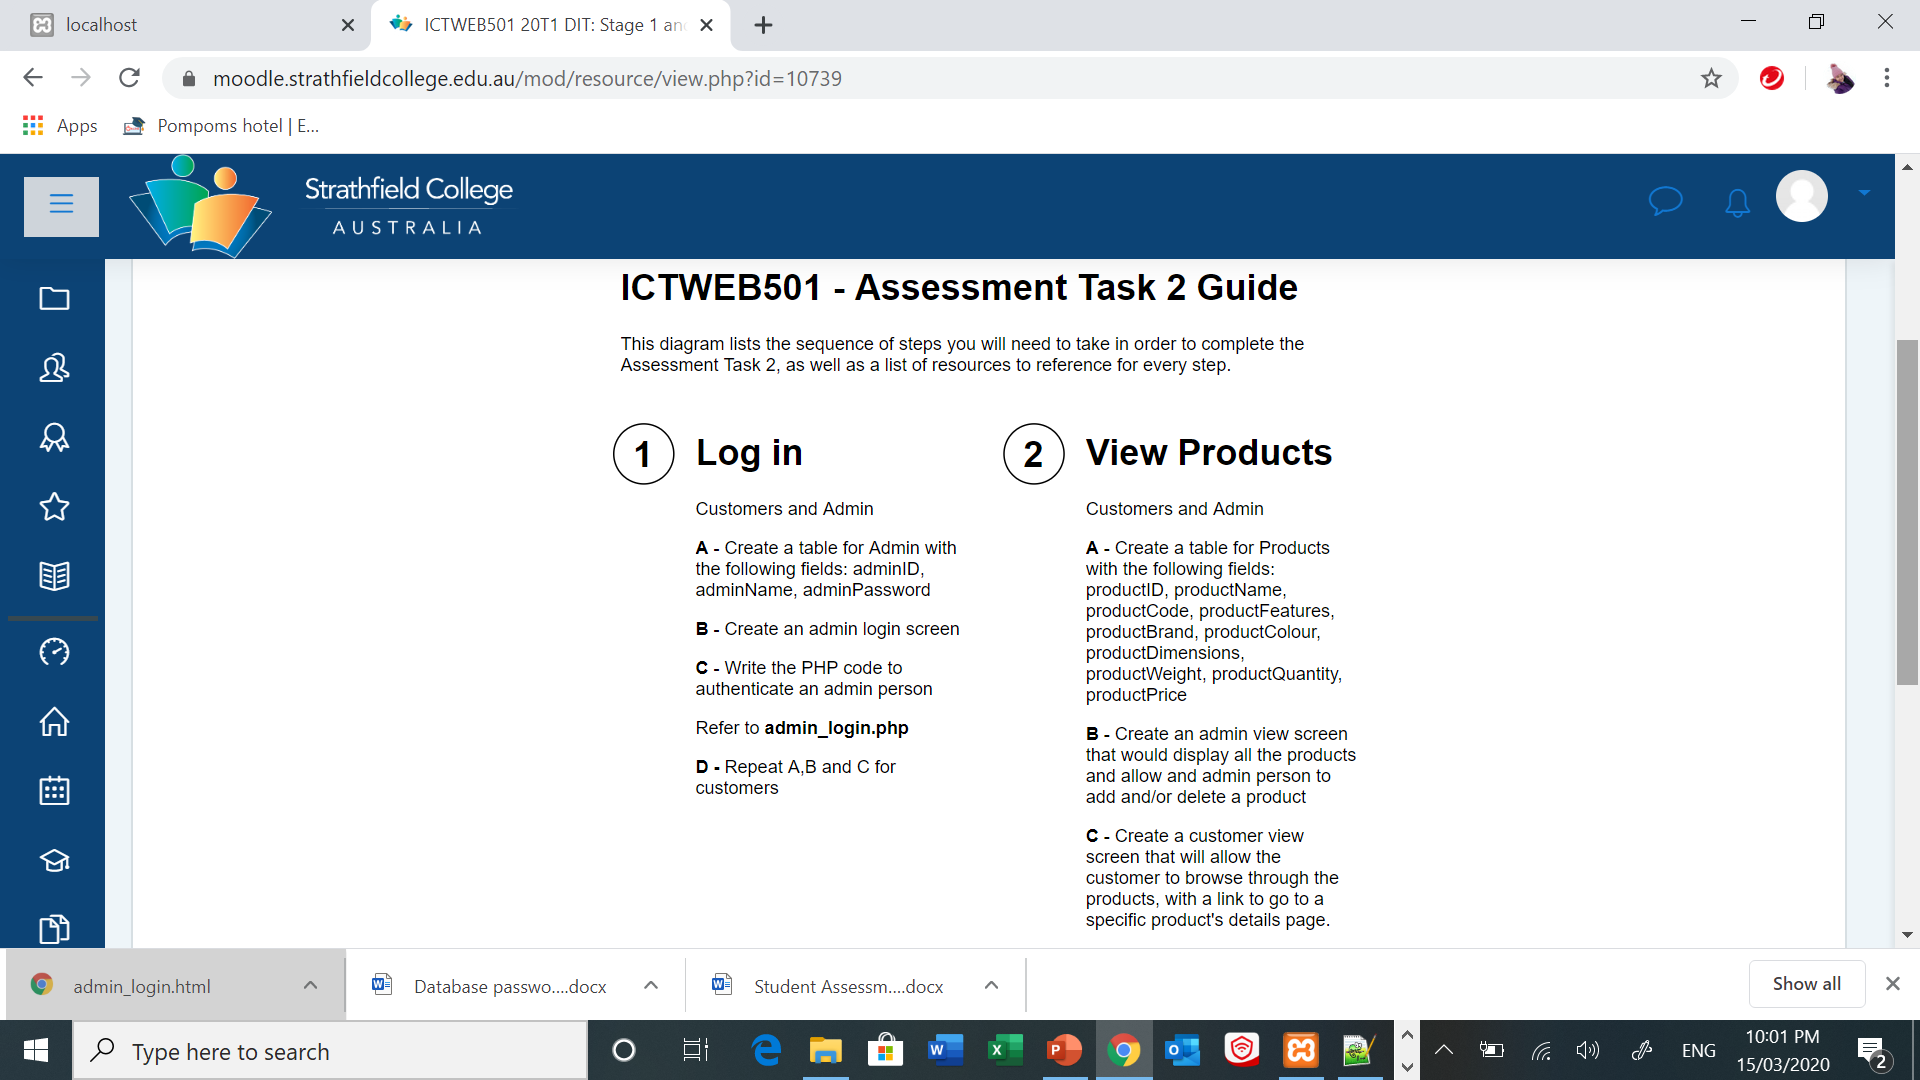 localhost
ICTWEB501 20T1 DIT: Stage 1 an
moodle.strathfieldcollege.edu.au/mod/resource/view.php?id=10739
Apps
Pompoms hotel | E...
Strathfield College
AUSTRALIA
ICTWEB501 - Assessment Task 2 Guide
This diagram lists the sequence of steps you will need to take in order to complete the
Assessment Task 2, as well as a list of resources to reference for every step.
1 Log in
Customers and Admin
A - Create a table for Admin with
the following fields: adminID,
adminName, adminPassword
B - Create an admin login screen
C - Write the PHP code to
authenticate an admin person
Refer to admin_login.php
D - Repeat A,B and C for
customers
2 View Products
Customers and Admin
A - Create a table for Products
with the following fields:
productID, productName,
productCode, productFeatures,
productBrand, productColour,
productDimensions,
productWeight, productQuantity,
productPrice
B - Create an admin view screen
that would display all the products
and allow and admin person to
add and/or delete a product
C - Create a customer view
screen that will allow the
customer to browse through the
products, with a link to go to a
specific product's details page.
admin_login.html
Database passwo....docx
Student Assessm....docx
Show all
Type here to search
ENG
10:01 PM
15/03/2020
2